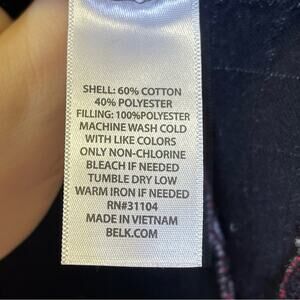 SHELL: 60% COTTON
40% POLYESTER
FILLING: 100%POLYESTER
MACHINE WASH COLD
WITH LIKE COLORS
ONLY NON-CHLORINE
BLEACH IF NEEDED
TUMBLE DRY LOW
WARM IRON IF NEEDED
RN#31104
MADE IN VIETNAM
BELK.COM